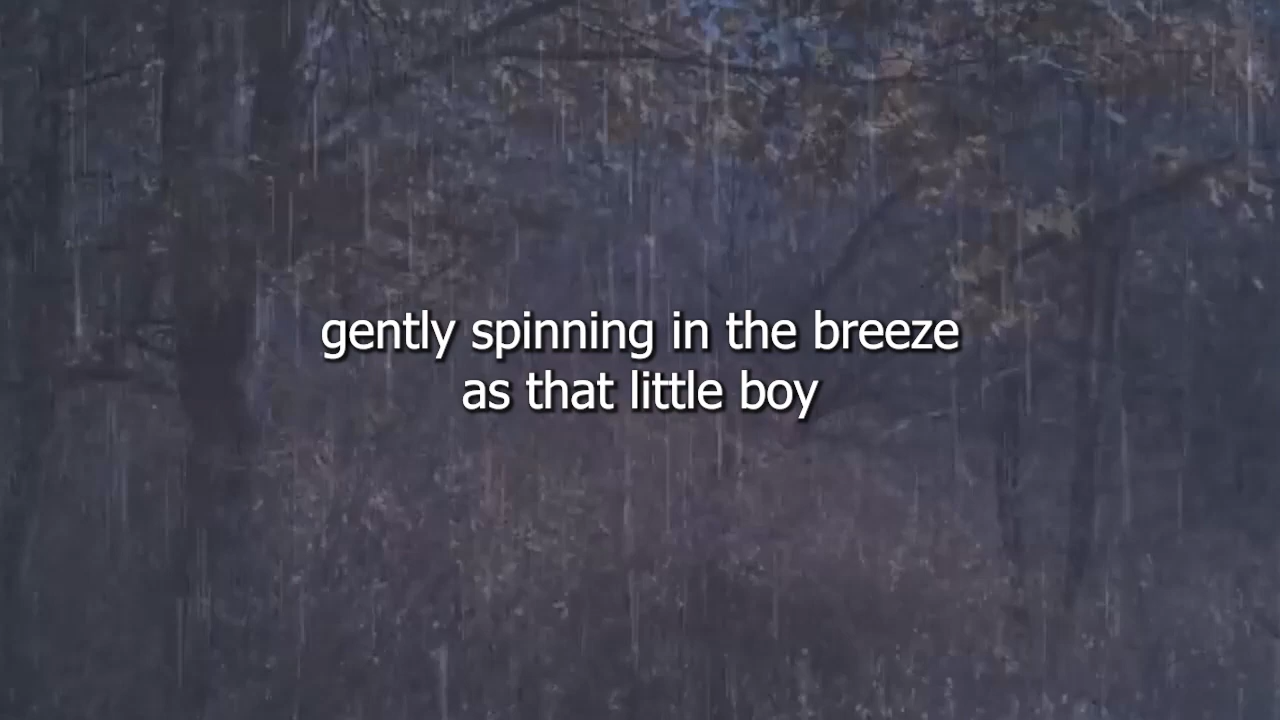 gently spinning in the breeze
as that little boy